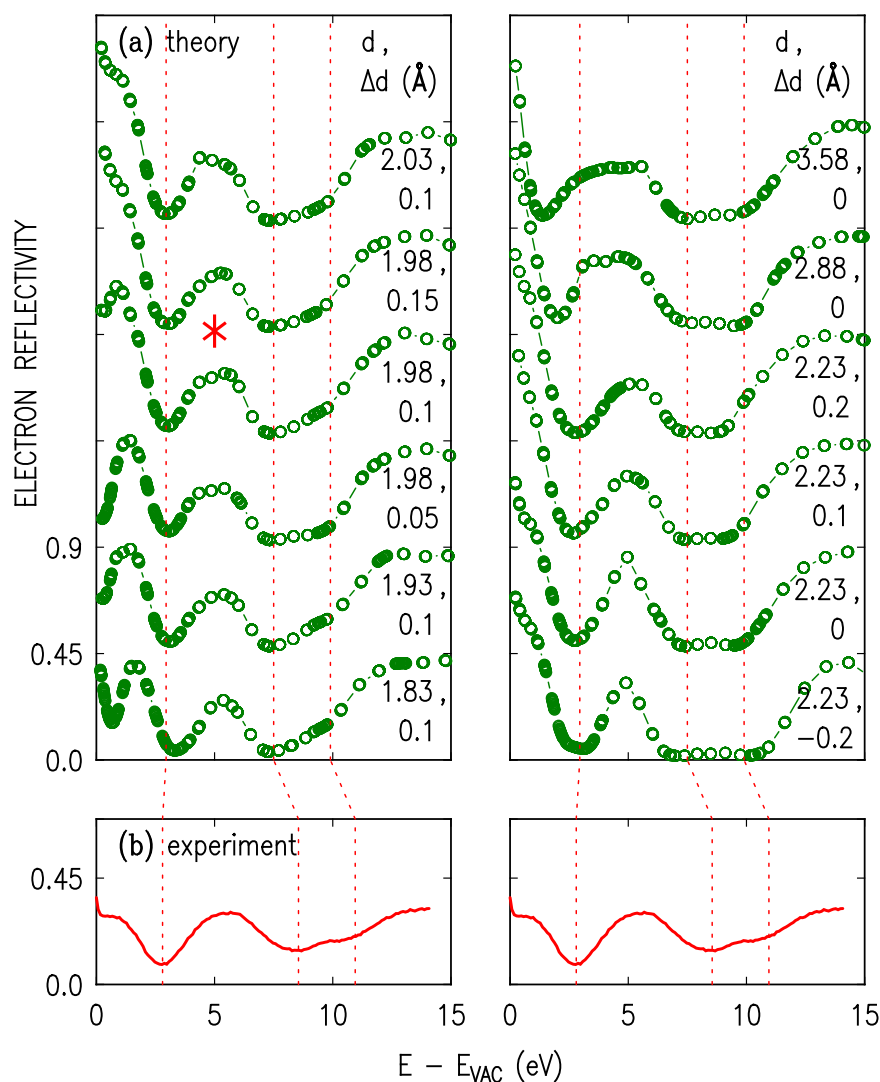 (a) theory
d ,
Δd (Å)
2.03 ,
0.1
1.98 ,
0.15
1.98 ,
0.1
1.98 ,
0.05
1.93 ,
0.1
1.83 ,
0.1
d ,
Δd (Å)
3.58 ,
0
2.88 ,
0
2.23 ,
0.2
2.23 ,
0.1
2.23 ,
0
2.23 ,
−0.2
ELECTRON REFLECTIVITY
0.9
0.45
0.0
(b) experiment
0.45
0.0
0 5 10 15
0 5 10 15
E − E_VAC (eV)